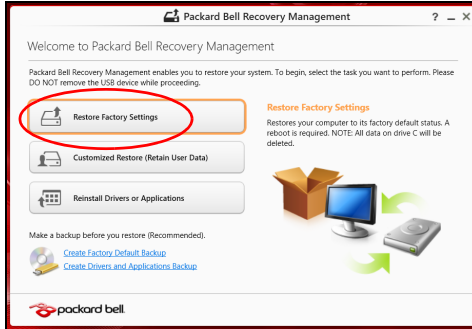 Packard Bell Recovery Management
? _ X
Welcome to Packard Bell Recovery Management
Packard Bell Recovery Management enables you to restore your system. To begin, select the task you want to perform. Please
DO NOT remove the USB device while proceeding.
Restore Factory Settings
Customized Restore (Retain User Data)
Reinstall Drivers or Applications
Restore Factory Settings
Restores your computer to its factory default status. A
reboot is required. NOTE: All data on drive C will be
deleted.
Make a backup before you restore (Recommended).
Create Factory Default Backup
Create Drivers and Applications Backup
packard bell.